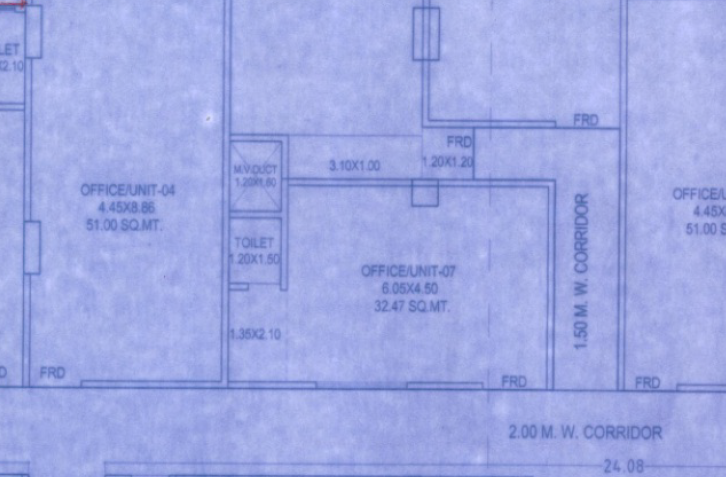 LET
X2.10
FRD
FRD
M.V.DUCT
1.20X1.60
3.10X1.00
1.20X1.20
OFFICE/UNIT-04
4.45X8.86
51.00 SQ.MT.
TOILET
1.20X1.50
OFFICE/UNIT-07
6.05X4.50
32.47 SQ.MT.
1.50 M. W. CORRIDOR
OFFICE/U
4.45X
51.00 S
1.35X2.10
D
FRD
FRD
FRD
2.00 M. W. CORRIDOR
24.08